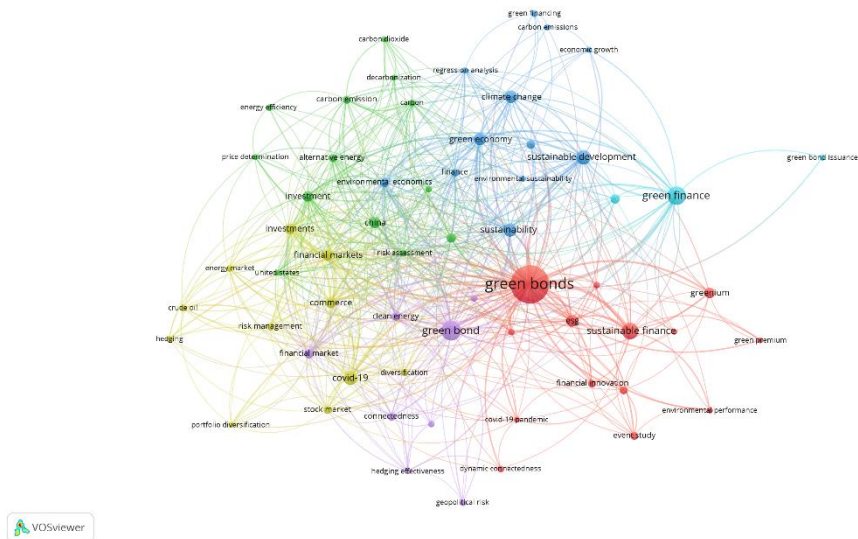 green financing
carbon emissions
carbon dioxide
economic growth
regression analysis
decarbonization
climate change
carbon emission
carbon
energy efficiency
green economy
price determination
alternative energy
sustainable development
green bond issuance
finance
environmental economics
environmental sustainability
investment
green finance
china
investments
sustainability
financial markets
risk assessment
energy market
united states
green bonds
greenium
crude oil
commerce
clean energy
esg
risk management
green bond
sustainable finance
hedging
green premium
financial market
covid-19
diversification
financial innovation
stock market
connectedness
environmental performance
covid-19 pandemic
portfolio diversification
event study
hedging effectiveness
dynamic connectedness
geopolitical risk
VOSviewer